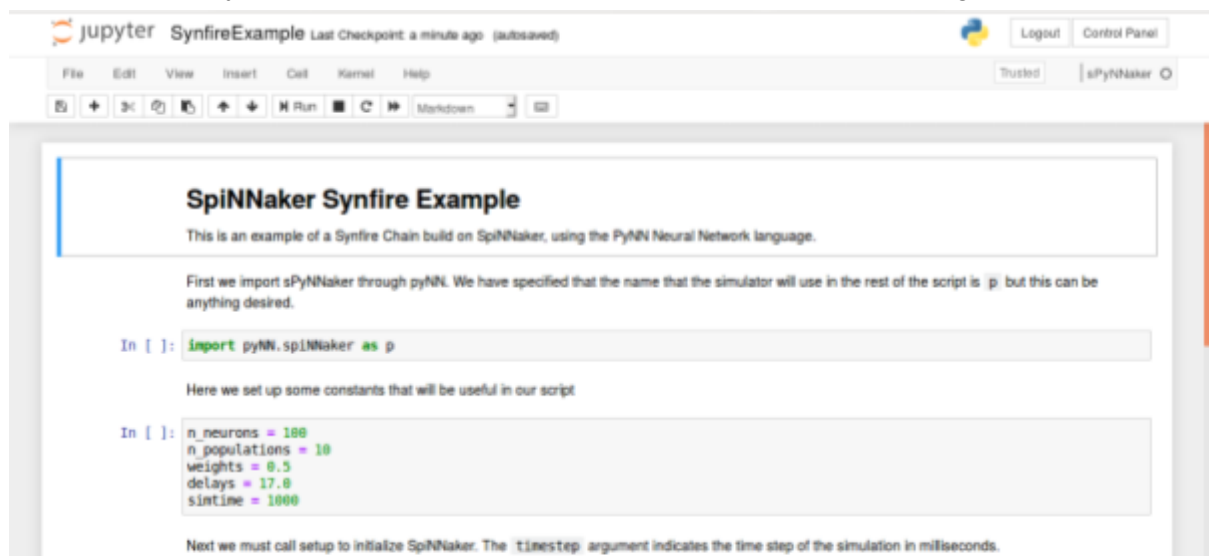 jupyter SynfireExample Last Checkpoint: a minute ago (autosaved)
Logout Control Panel
File Edit View Insert Cell Kernel Help
Trusted sPyNNaker
Run Markdown
SpiNNaker Synfire Example
This is an example of a Synfire Chain build on SpiNNaker, using the PyNN Neural Network language.
First we import sPyNNaker through pyNN. We have specified that the name that the simulator will use in the rest of the script is p but this can be
anything desired.
In [ ]: import pyNN.spiNNaker as p
Here we set up some constants that will be useful in our script
In [ ]: n_neurons = 100
n_populations = 10
weights = 0.5
delays = 17.0
simtime = 1000
Next we must call setup to initialize SpiNNaker. The timestep argument indicates the time step of the simulation in milliseconds.